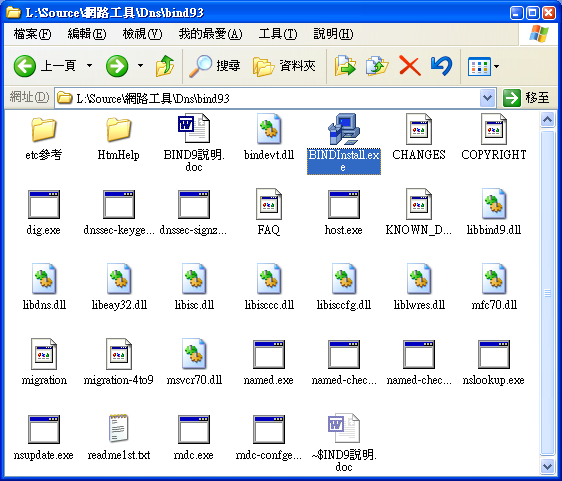 L:\Source\網路工具\Dns\bind93
檔案(F) 編輯(E) 檢視(V) 我的最愛(A) 工具(T) 說明(H)
上一頁 搜尋 資料夾
網址(D) L:\Source\網路工具\Dns\bind93 移至
etc參考 HtmHelp BIND9說明. bindevt.dll BINDInstall.ex CHANGES COPYRIGHT
doc e
dig.exe dnssec-keyge... dnssec-signz... FAQ host.exe KNOWN_D... libbind9.dll
libdns.dll libeay32.dll libisc.dll libisccc.dll libisccfg.dll liblwres.dll mfc70.dll
migration migration-4to9 msvcr70.dll named.exe named-chec... named-chec... nslookup.exe
nsupdate.exe readme1st.txt rndc.exe rndc-confge... ~$IND9說明.
doc